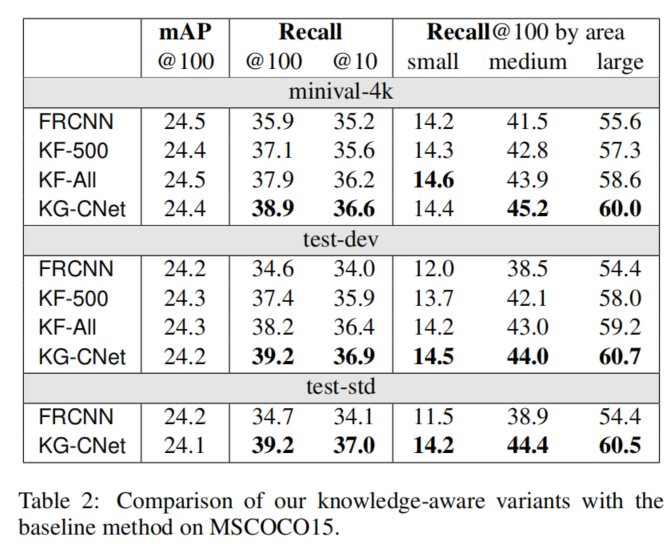 mAP Recall Recall@100 by area
@100 @100 @10 small medium large
minival-4k
FRCNN 24.5 35.9 35.2 14.2 41.5 55.6
KF-500 24.4 37.1 35.6 14.3 42.8 57.3
KF-All 24.5 37.9 36.2 14.6 43.9 58.6
KG-CNet 24.4 38.9 36.6 14.4 45.2 60.0
test-dev
FRCNN 24.2 34.6 34.0 12.0 38.5 54.4
KF-500 24.3 37.4 35.9 13.7 42.1 58.0
KF-All 24.3 38.2 36.4 14.2 43.0 59.2
KG-CNet 24.2 39.2 36.9 14.5 44.0 60.7
test-std
FRCNN 24.2 34.7 34.1 11.5 38.9 54.4
KG-CNet 24.1 39.2 37.0 14.2 44.4 60.5
Table 2: Comparison of our knowledge-aware variants with the
baseline method on MSCOCO15.